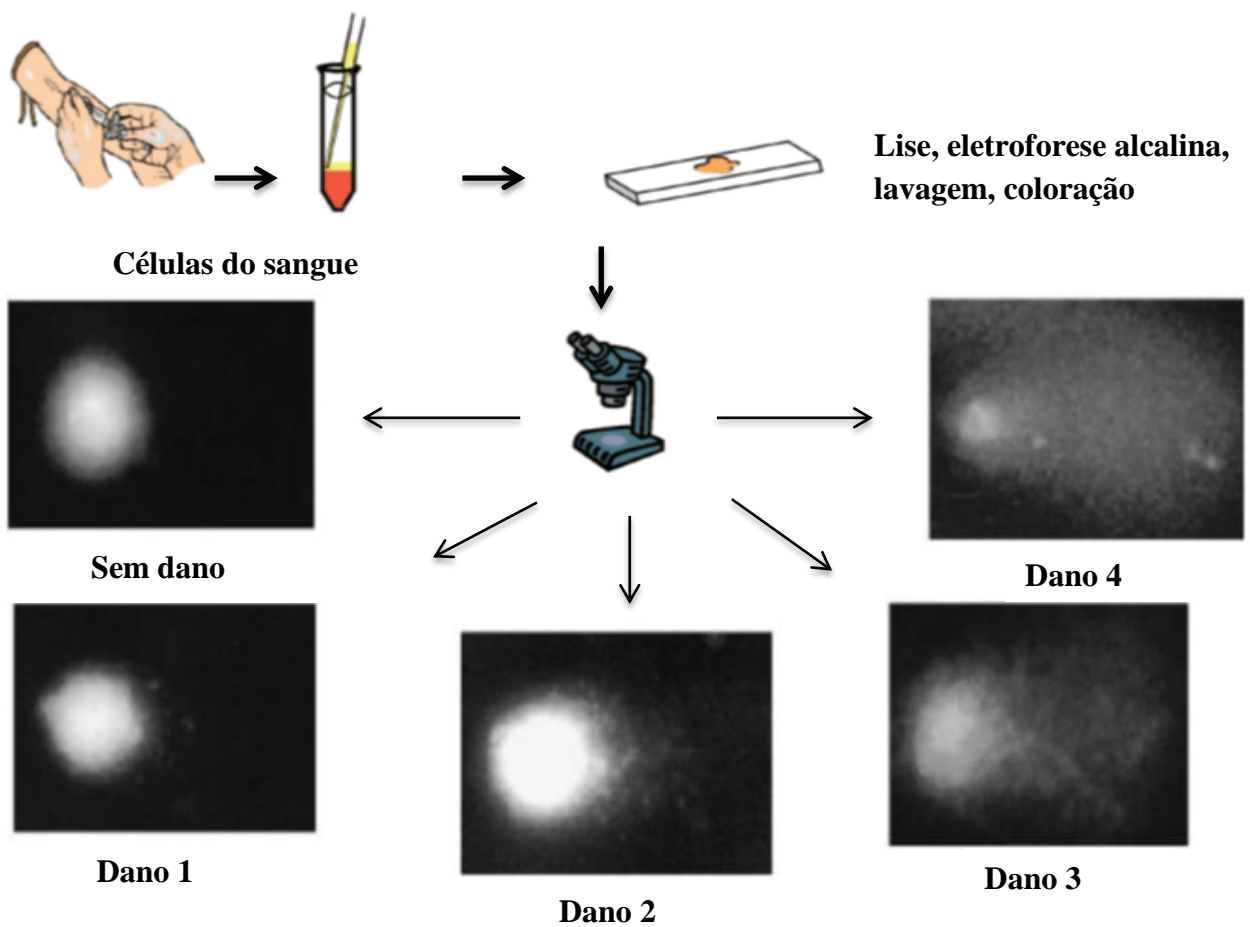 Lise, eletroforese alcalina,
lavagem, coloração
Células do sangue
Sem dano
Dano 4
Dano 1
Dano 2
Dano 3